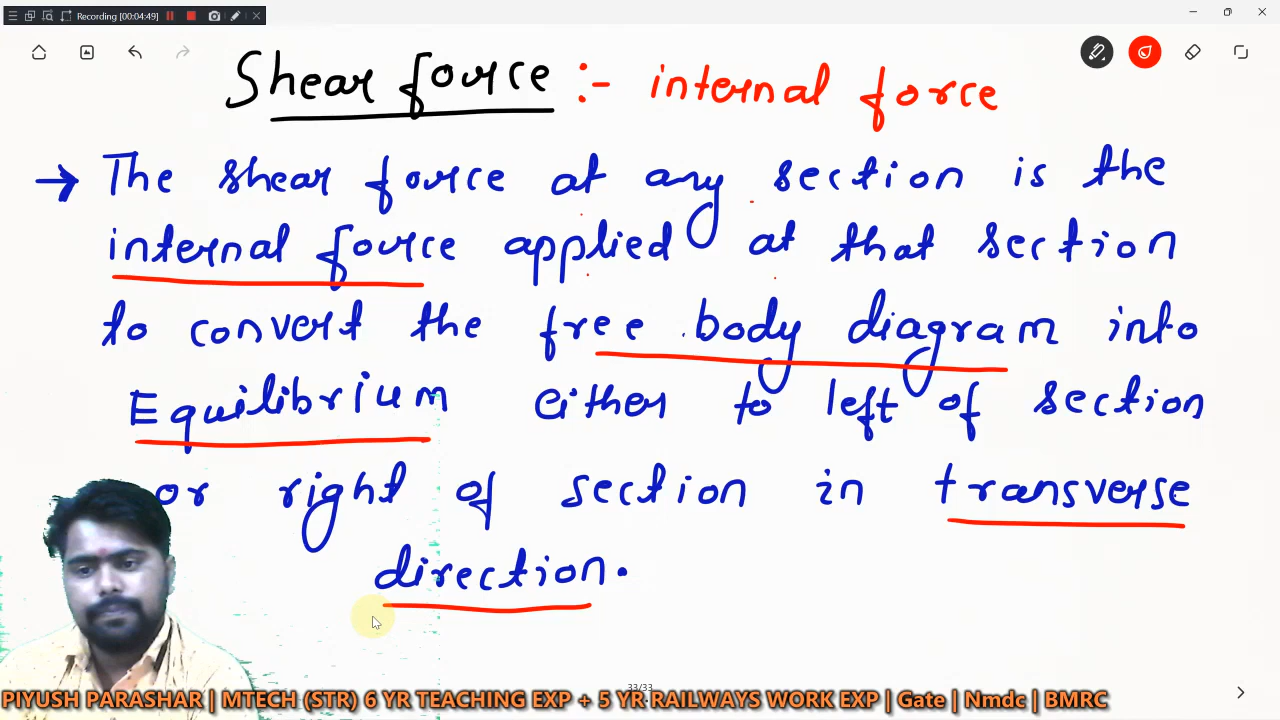 Recording [00:04:49]
Shear force :- internal force
→ The shear force at any section is the
internal force applied at that section
to convert the free body diagram into
Equilibrium either to left of section
or right of section in transverse
direction.
33/33
PIYUSH PARASHAR | MTECH (STR) 6 YR TEACHING EXP + 5 YR RAILWAYS WORK EXP | Gate | Nmdc | BMRC